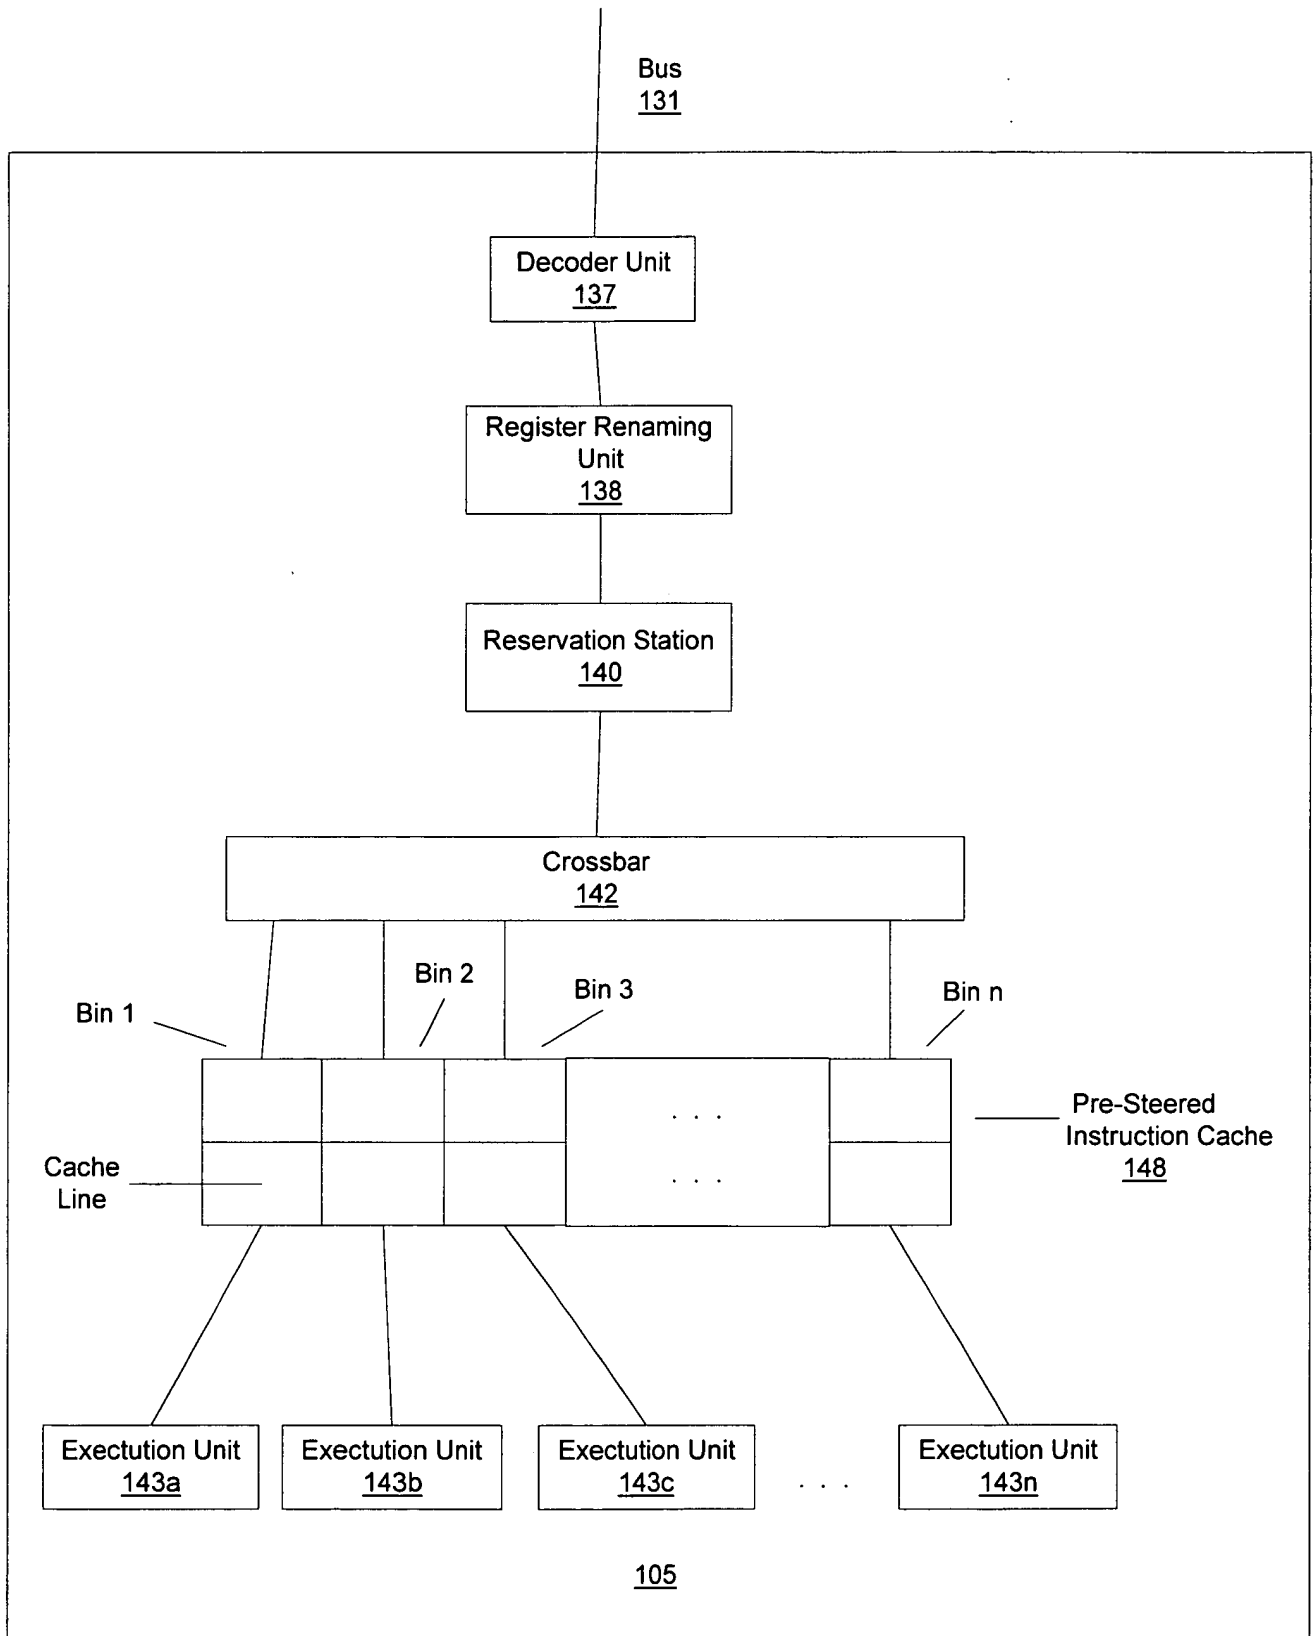 Bus
131
Decoder Unit
137
Register Renaming
Unit
138
Reservation Station
140
Crossbar
142
Bin 1
Bin 2
Bin 3
Bin n
. . .
Pre-Steered
Instruction Cache
148
Cache
Line
. . .
Exectution Unit
143a
Exectution Unit
143b
Exectution Unit
143c
. . .
Exectution Unit
143n
105